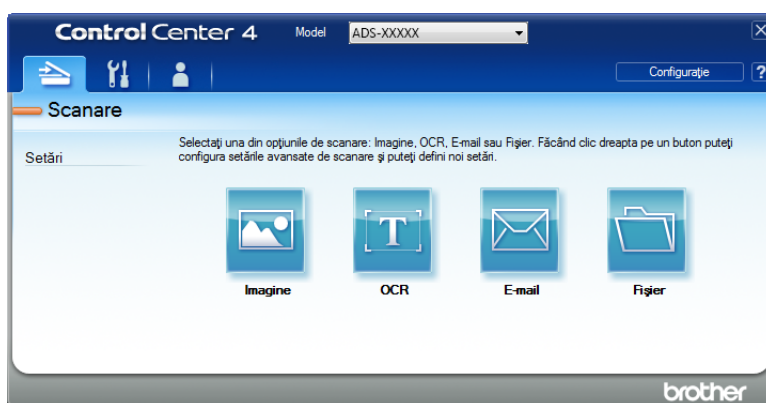 Control Center 4 Model ADS-XXXXX
Configurație ?
Scanare
Setări
Selectați una din opțiunile de scanare: Imagine, OCR, E-mail sau Fișier. Făcând clic dreapta pe un buton puteți
configura setările avansate de scanare și puteți defini noi setări.
T
Imagine OCR E-mail Fișier
brother